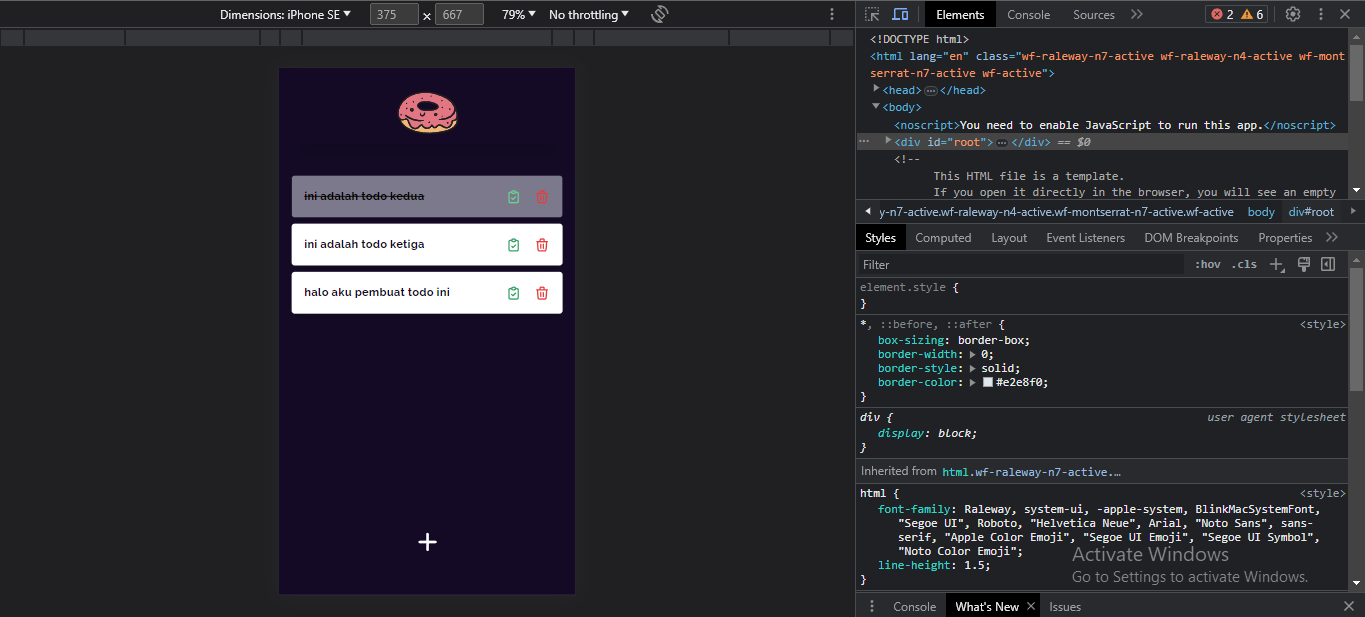 Dimensions: iPhone SE ▼ 375 × 667 79% ▼ No throttling ▼
ini adalah todo kedua
ini adalah todo ketiga
halo aku pembuat todo ini
Elements Console Sources 2 6
<!DOCTYPE html>
<html lang="en" class="wf-raleway-n7-active wf-raleway-n4-active wf-mont
serrat-n7-active wf-active">
<head>…</head>
<body>
<noscript>You need to enable JavaScript to run this app.</noscript>
<div id="root">…</div> == $0
<!--
This HTML file is a template.
If you open it directly in the browser, you will see an empty
y-n7-active.wf-raleway-n4-active.wf-montserrat-n7-active.wf-active body div#root
Styles Computed Layout Event Listeners DOM Breakpoints Properties
Filter :hov .cls
element.style {
}
*, ::before, ::after { <style>
box-sizing: border-box;
border-width: 0;
border-style: solid;
border-color: #e2e8f0;
}
div { user agent stylesheet
display: block;
}
Inherited from html.wf-raleway-n7-active.…
html { <style>
font-family: Raleway, system-ui, -apple-system, BlinkMacSystemFont,
"Segoe UI", Roboto, "Helvetica Neue", Arial, "Noto Sans", sans-
serif, "Apple Color Emoji", "Segoe UI Emoji", "Segoe UI Symbol",
"Noto Color Emoji";
line-height: 1.5;
}
Activate Windows
Go to Settings to activate Windows.
Console What's New Issues